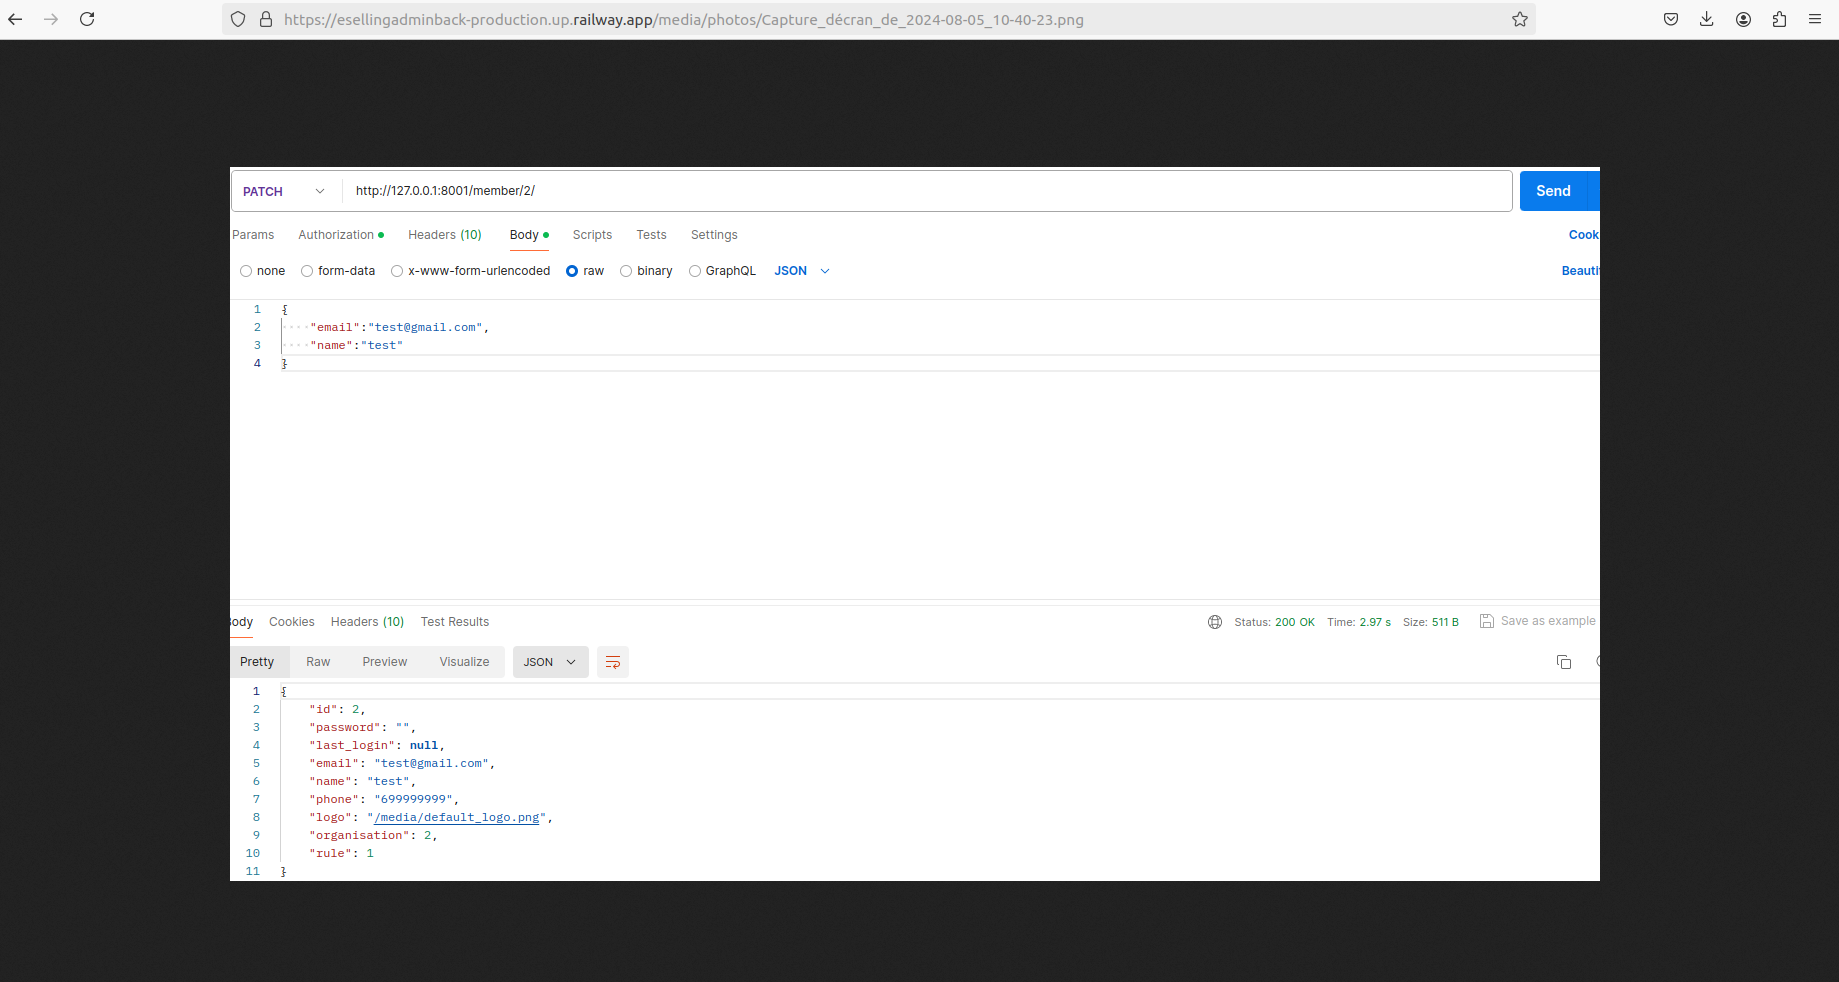 https://esellingadminback-production.up.railway.app/media/photos/Capture_décran_de_2024-08-05_10-40-23.png
PATCH http://127.0.0.1:8001/member/2/ Send
Params Authorization Headers (10) Body Scripts Tests Settings Cook
none form-data x-www-form-urlencoded raw binary GraphQL JSON Beauti
1 {
2 "email":"test@gmail.com",
3 "name":"test"
4 }
Body Cookies Headers (10) Test Results Status: 200 OK Time: 2.97 s Size: 511 B Save as example
Pretty Raw Preview Visualize JSON
1 {
2 "id": 2,
3 "password": "",
4 "last_login": null,
5 "email": "test@gmail.com",
6 "name": "test",
7 "phone": "699999999",
8 "logo": "/media/default_logo.png",
9 "organisation": 2,
10 "rule": 1
11 }